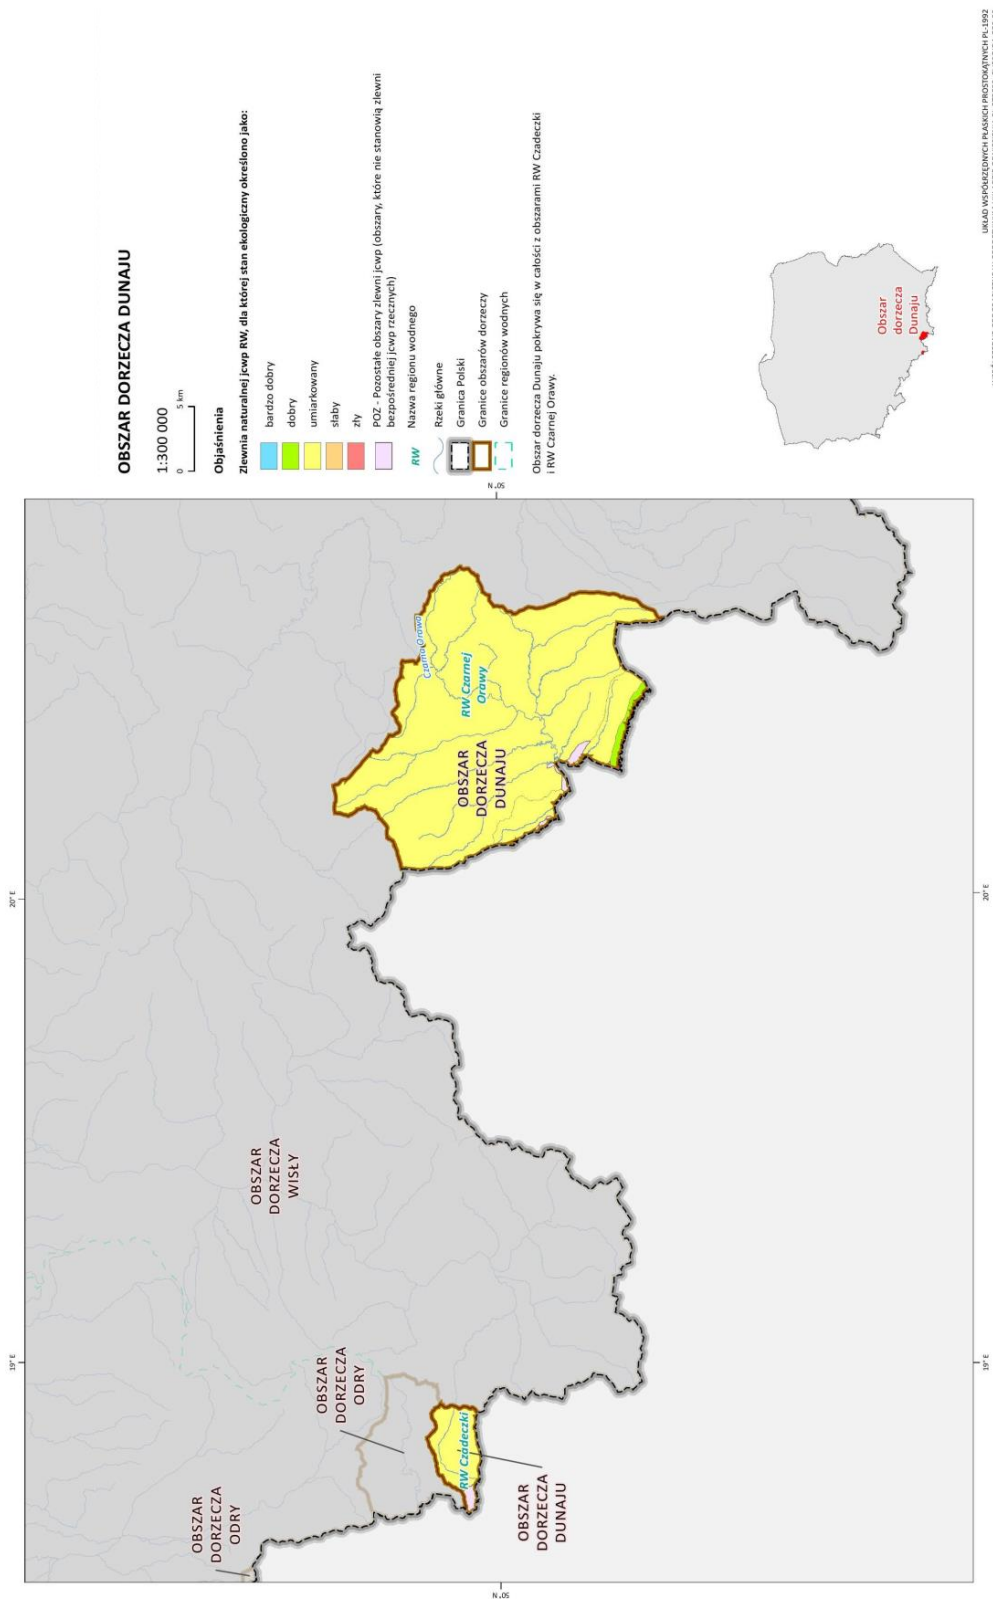 OBSZAR DORZECZA DUNAJU
1:300 000
0 5 km
Objaśnienia
Zlewnia naturalnej jcwp RW, dla której stan ekologiczny określono jako:
bardzo dobry
dobry
umiarkowany
słaby
zły
POZ - Pozostałe obszary zlewni jcwp (obszary, które nie stanowią zlewni
bezpośredniej jcwp rzecznych)
RW Nazwa regionu wodnego
Rzeki główne
Granica Polski
Granice obszarów dorzeczy
Granice regionów wodnych
Obszar dorzecza Dunaju pokrywa się w całości z obszarami RW Czadeczki
i RW Czarnej Orawy.
Obszar
dorzecza
Dunaju
UKŁAD WSPÓŁRZĘDNYCH PŁASKICH PROSTOKĄTNYCH PL-1992
19° E
20° E
19° E
20° E
50° N
50° N
OBSZAR
DORZECZA
ODRY
OBSZAR
DORZECZA
ODRY
OBSZAR
DORZECZA
WISŁY
OBSZAR
DORZECZA
DUNAJU
RW Czarnej
Orawy
Czarna Orawa
RW Czadeczki
OBSZAR
DORZECZA
DUNAJU